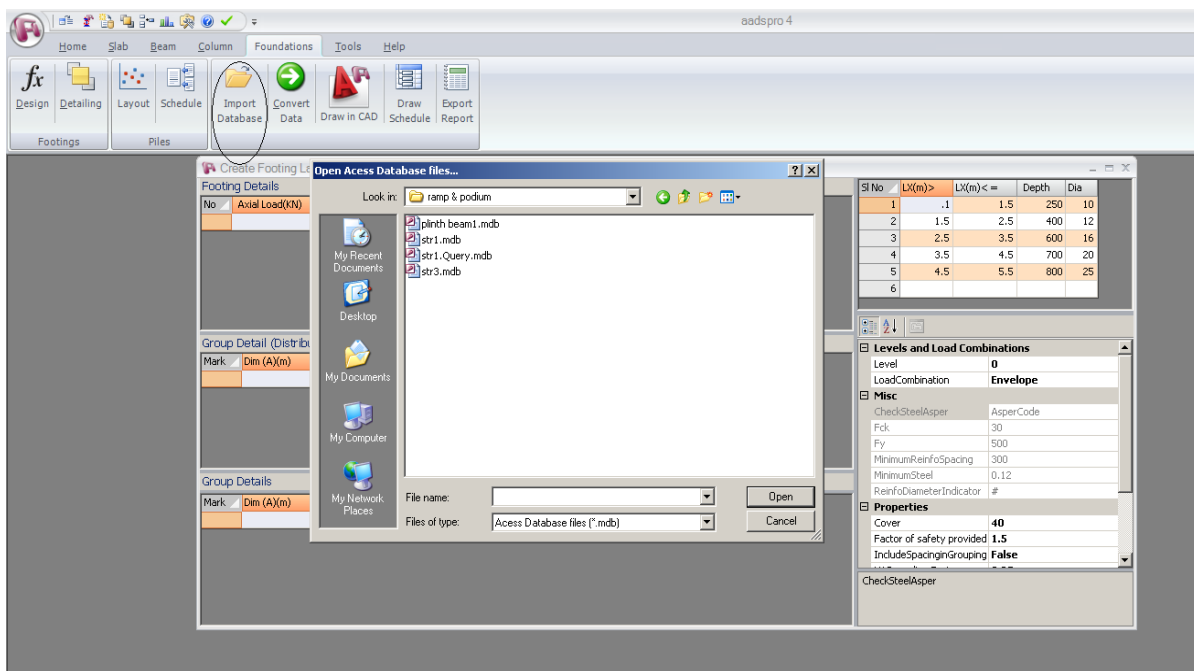 aadspro 4
Home Slab Beam Column Foundations Tools Help
fx
Design Detailing Layout Schedule Import Database Convert Data Draw in CAD Draw Schedule Export Report
Footings Piles
Create Footing La
Open Acess Database files...
Footing Details
No Axial Load(KN)
Look in: ramp & podium
plinth beam1.mdb
str1.mdb
str1.Query.mdb
str3.mdb
My Recent Documents
Desktop
My Documents
My Computer
My Network Places
File name:
Open
Files of type: Acess Database files (*.mdb)
Cancel
Group Detail (Distribu
Mark Dim (A)(m)
Group Details
Mark Dim (A)(m)
Sl No LX(m)> LX(m)< = Depth Dia
1 .1 1.5 250 10
2 1.5 2.5 400 12
3 2.5 3.5 600 16
4 3.5 4.5 700 20
5 4.5 5.5 800 25
6
Levels and Load Combinations
Level 0
LoadCombination Envelope
Misc
CheckSteelAsper AsperCode
Fck 30
Fy 500
MinimumReinfoSpacing 300
MinimumSteel 0.12
ReinfoDiameterIndicator #
Properties
Cover 40
Factor of safety provided 1.5
IncludeSpacinginGrouping False
CheckSteelAsper